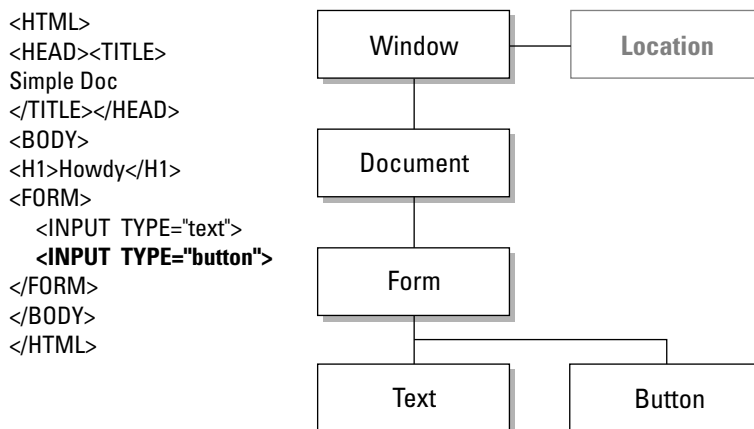 <HTML>
<HEAD><TITLE>
Simple Doc
</TITLE></HEAD>
<BODY>
<H1>Howdy</H1>
<FORM>
<INPUT TYPE="text">
<INPUT TYPE="button">
</FORM>
</BODY>
</HTML>
Window
Location
Document
Form
Text
Button